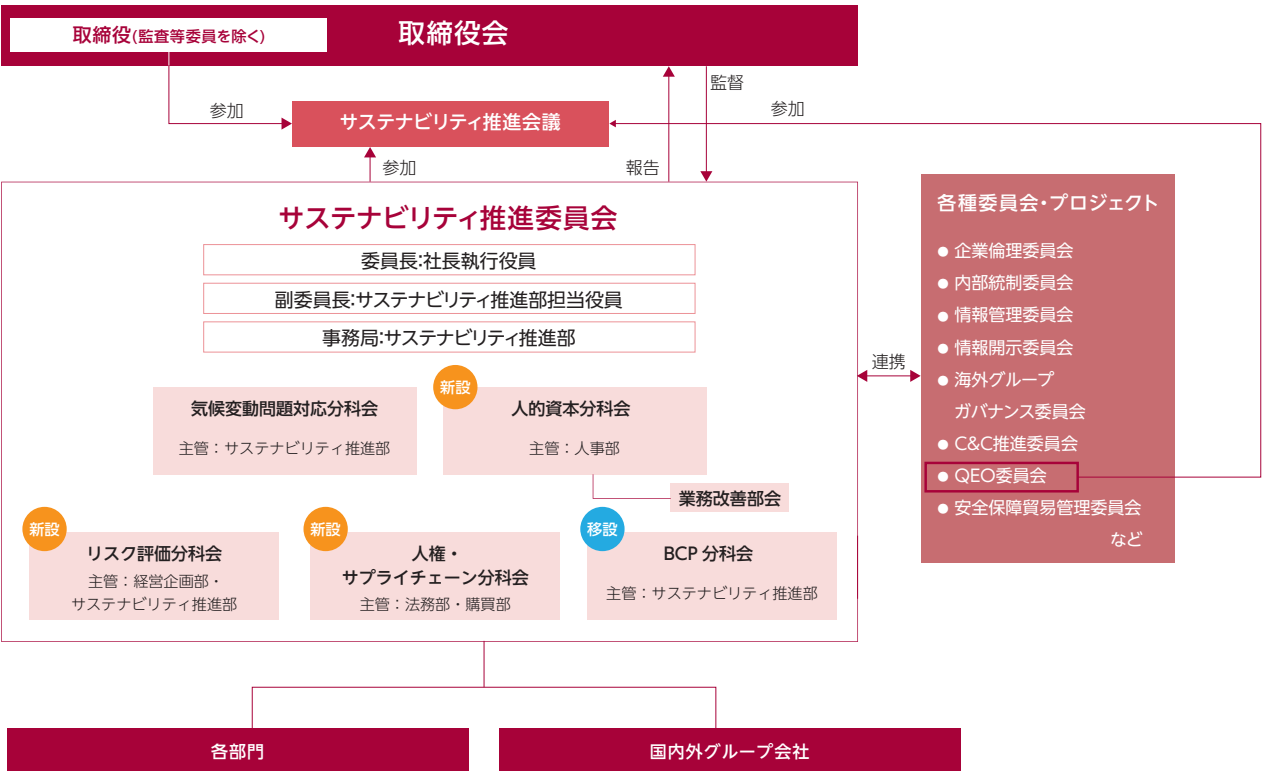 取締役(監査等委員を除く)
取締役会
監督
参加
参加
サステナビリティ推進会議
参加
報告
サステナビリティ推進委員会
委員長:社長執行役員
副委員長:サステナビリティ推進部担当役員
事務局:サステナビリティ推進部
気候変動問題対応分科会
主管：サステナビリティ推進部
新設
人的資本分科会
主管：人事部
業務改善部会
新設
リスク評価分科会
主管：経営企画部・
サステナビリティ推進部
新設
人権・
サプライチェーン分科会
主管：法務部・購買部
移設
BCP 分科会
主管：サステナビリティ推進部
連携
各種委員会・プロジェクト
● 企業倫理委員会
● 内部統制委員会
● 情報管理委員会
● 情報開示委員会
● 海外グループ
ガバナンス委員会
● C&C推進委員会
● QEO委員会
● 安全保障貿易管理委員会
など
各部門
国内外グループ会社